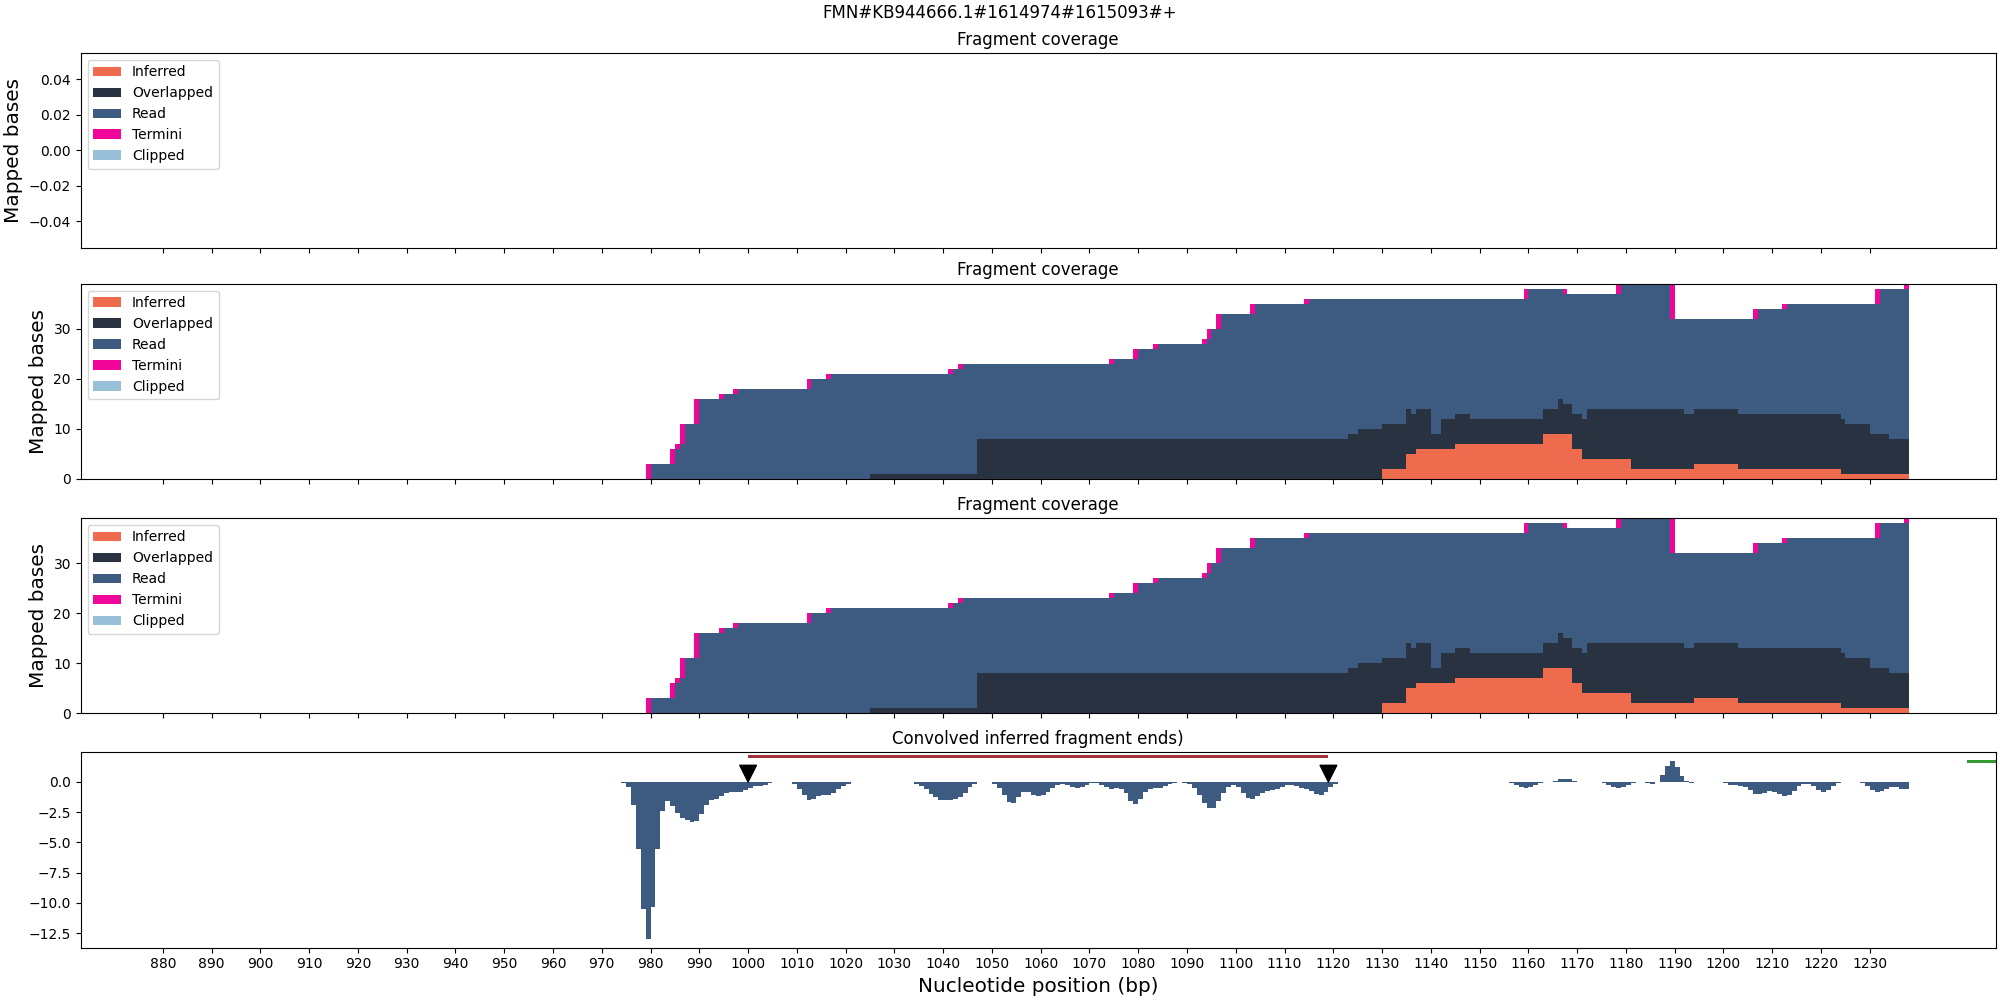 FMN#KB944666.1#1614974#1615093#+
Fragment coverage
Mapped bases
0.04
0.02
0.00
−0.02
−0.04
Inferred
Overlapped
Read
Termini
Clipped
Fragment coverage
Mapped bases
30
20
10
0
Inferred
Overlapped
Read
Termini
Clipped
Fragment coverage
Mapped bases
30
20
10
0
Inferred
Overlapped
Read
Termini
Clipped
Convolved inferred fragment ends)
0.0
−2.5
−5.0
−7.5
−10.0
−12.5
880 890 900 910 920 930 940 950 960 970 980 990 1000 1010 1020 1030 1040 1050 1060 1070 1080 1090 1100 1110 1120 1130 1140 1150 1160 1170 1180 1190 1200 1210 1220 1230
Nucleotide position (bp)